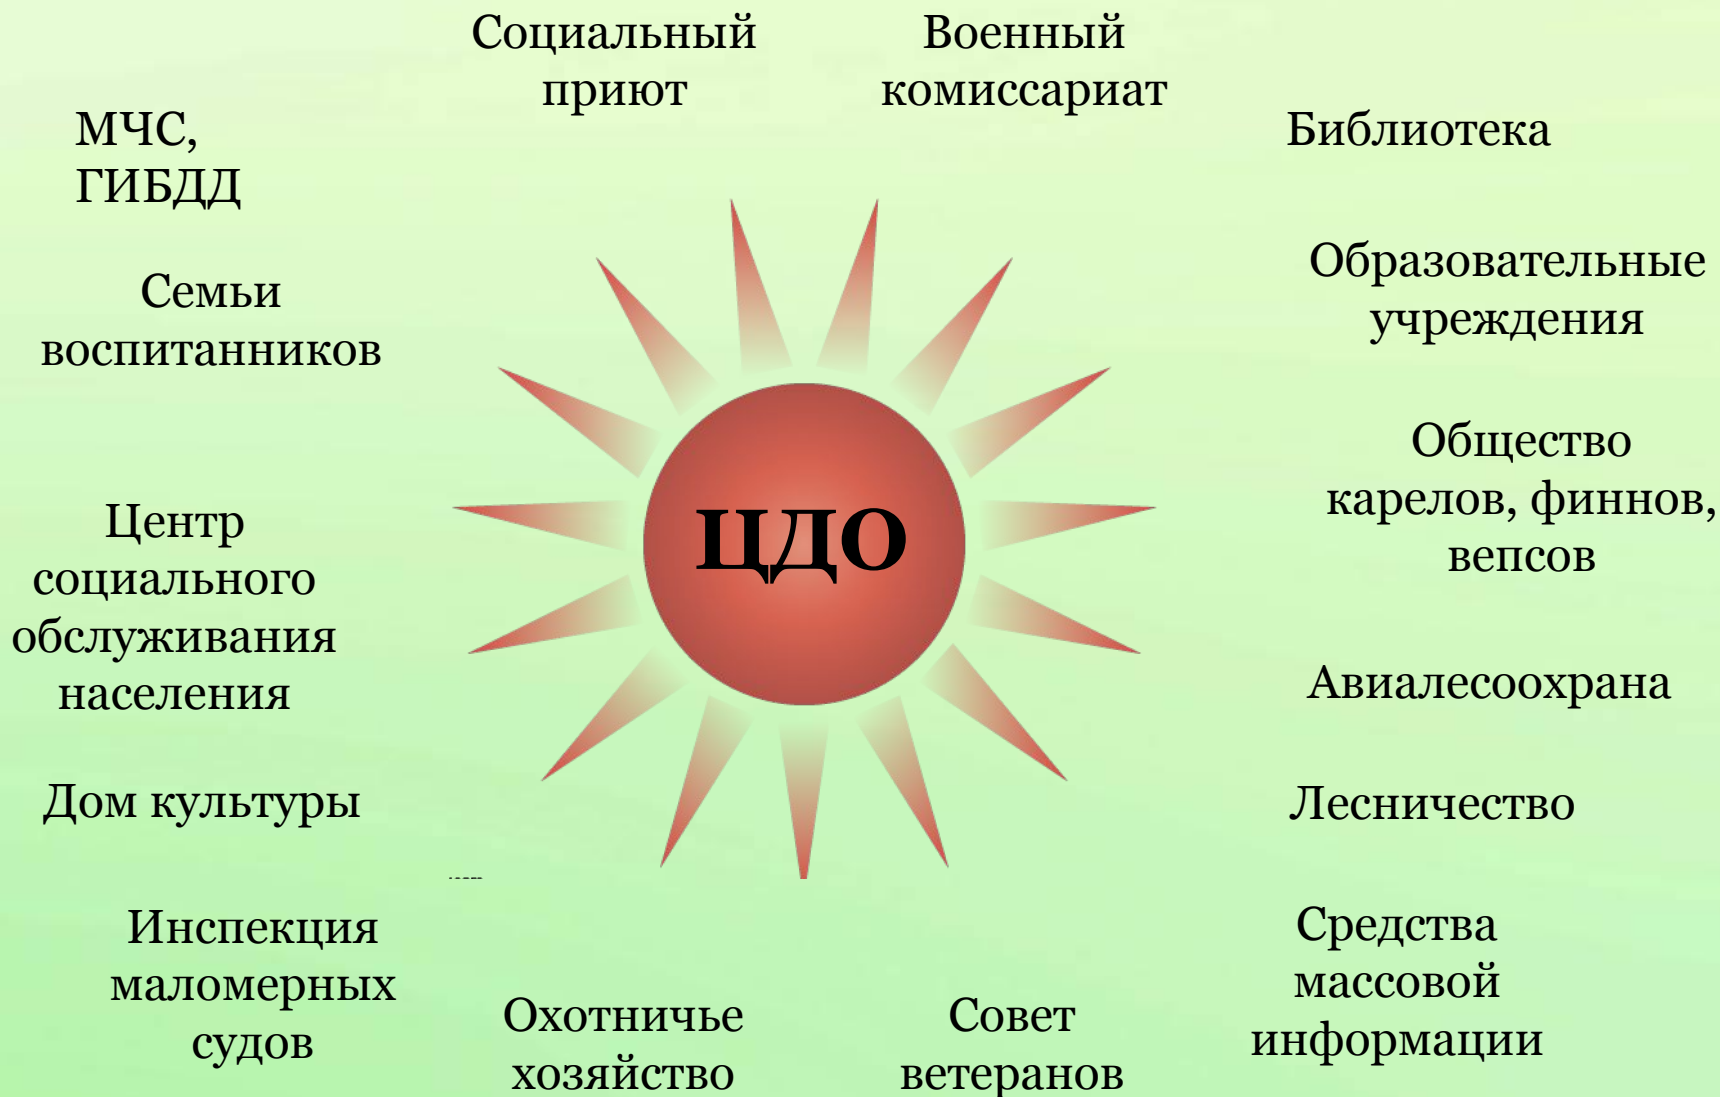 Социальный
приют
Военный
комиссариат
МЧС,
ГИБДД
Библиотека
Семьи
воспитанников
Образовательные
учреждения
Общество
карелов, финнов,
вепсов
Центр
социального
обслуживания
населения
ЦДО
Авиалесоохрана
Дом культуры
Лесничество
Инспекция
маломерных
судов
Средства
массовой
информации
Охотничье
хозяйство
Совет
ветеранов